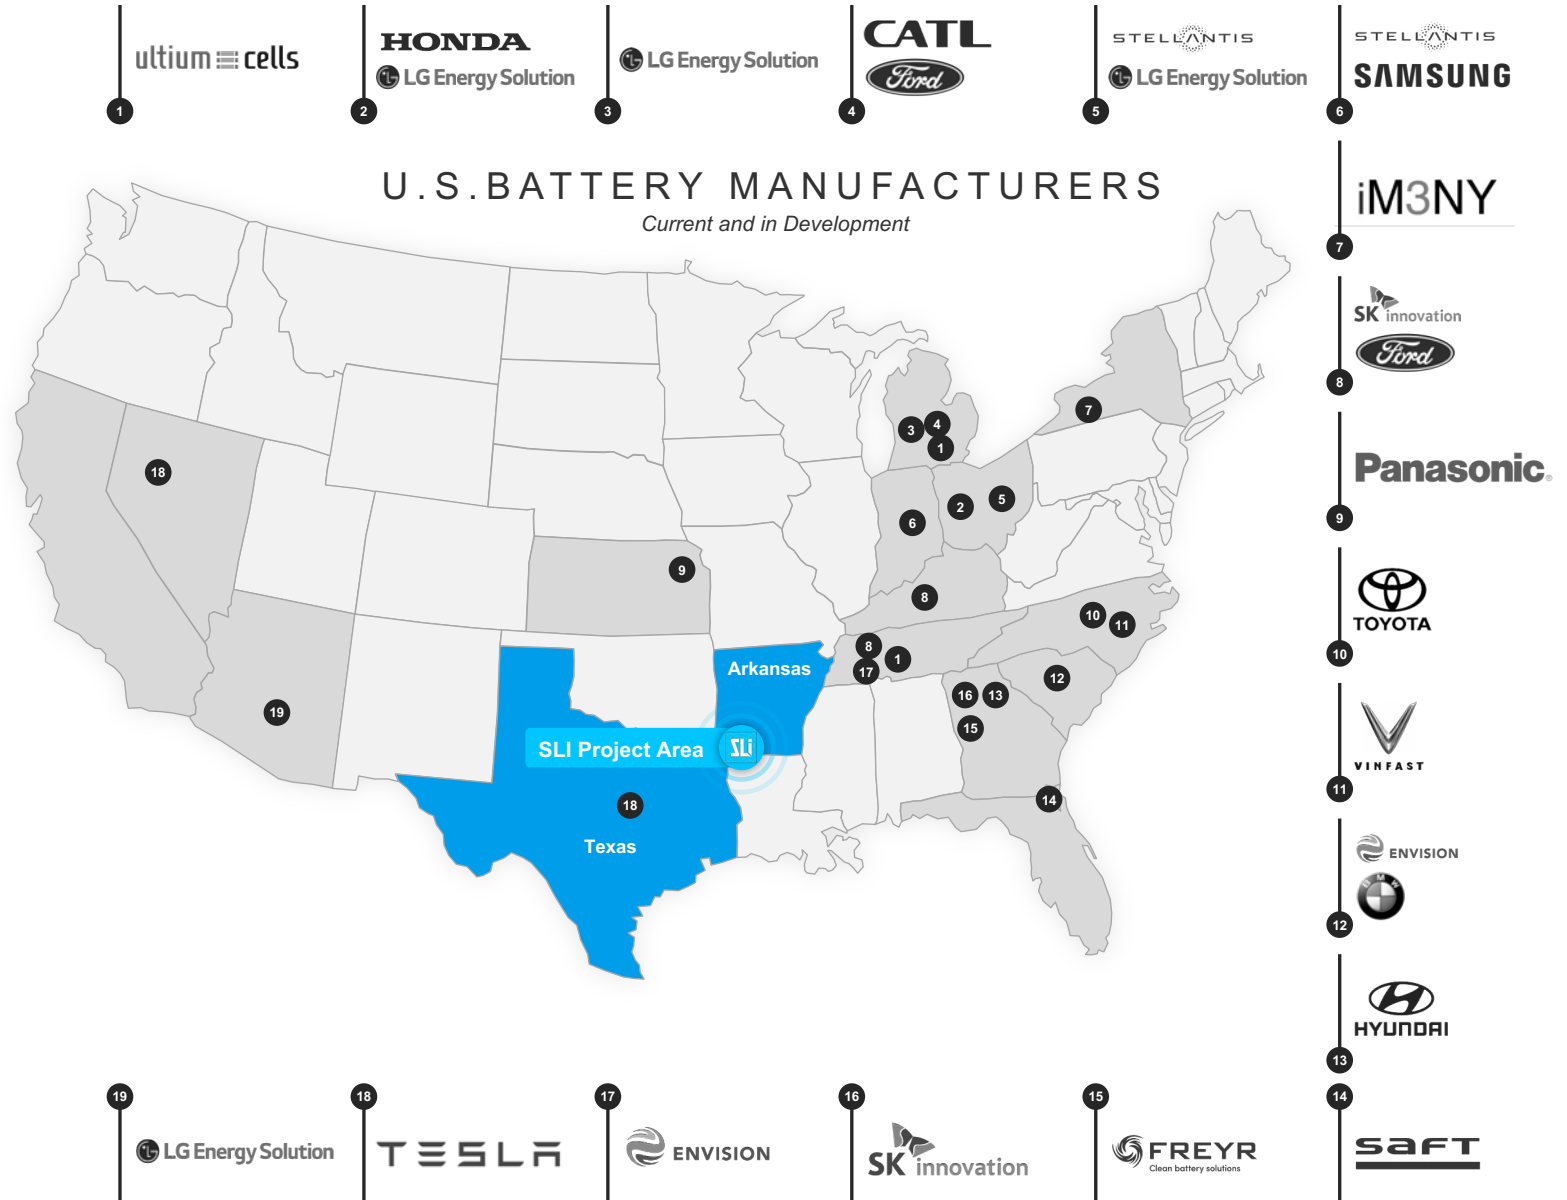 ultium cells
HONDA
LG Energy Solution
LG Energy Solution
CATL
Ford
STELLANTIS
LG Energy Solution
STELLANTIS
SAMSUNG
1
2
3
4
5
6
U.S.BATTERY MANUFACTURERS
Current and in Development
iM3NY
7
SK innovation
Ford
8
Panasonic
9
TOYOTA
10
VINFAST
11
ENVISION
BMW
12
HYUNDAI
13
7
3
4
1
18
5
2
6
9
8
10
11
8
1
17
Arkansas
12
16
13
19
15
SLI Project Area
SLi
14
18
Texas
19
18
17
16
15
14
LG Energy Solution
TESLA
ENVISION
SK innovation
FREYR
Clean battery solutions
saft